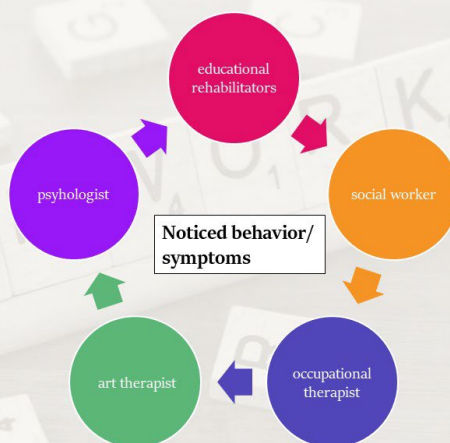 educational
rehabilitators
social worker
occupational
therapist
art therapist
psyhologist
Noticed behavior/
symptoms